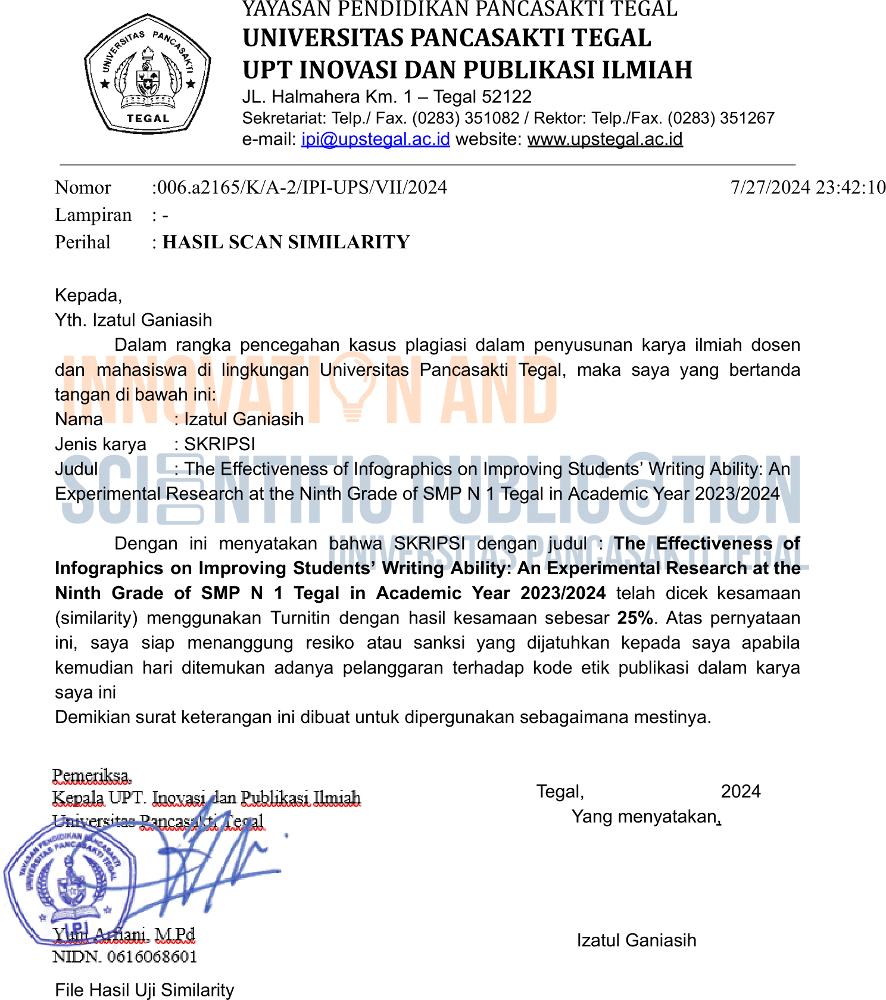 UNIVERSITAS PANCASAKTI
TEGAL
YAYASAN PENDIDIKAN PANCASAKTI TEGAL
UNIVERSITAS PANCASAKTI TEGAL
UPT INOVASI DAN PUBLIKASI ILMIAH
JL. Halmahera Km. 1 – Tegal 52122
Sekretariat: Telp./ Fax. (0283) 351082 / Rektor: Telp./Fax. (0283) 351267
e-mail: ipi@upstegal.ac.id website: www.upstegal.ac.id
Nomor :006.a2165/K/A-2/IPI-UPS/VII/2024 7/27/2024 23:42:10
Lampiran : -
Perihal : HASIL SCAN SIMILARITY
Kepada,
Yth. Izatul Ganiasih
Dalam rangka pencegahan kasus plagiasi dalam penyusunan karya ilmiah dosen
dan mahasiswa di lingkungan Universitas Pancasakti Tegal, maka saya yang bertanda
tangan di bawah ini:
INNOVATION AND
Nama : Izatul Ganiasih
Jenis karya : SKRIPSI
Judul : The Effectiveness of Infographics on Improving Students’ Writing Ability: An
Experimental Research at the Ninth Grade of SMP N 1 Tegal in Academic Year 2023/2024
SCIENTIFIC PUBLICATION
UNIVERSITAS PANCASAKTI TEGAL
Dengan ini menyatakan bahwa SKRIPSI dengan judul : The Effectiveness of
Infographics on Improving Students’ Writing Ability: An Experimental Research at the
Ninth Grade of SMP N 1 Tegal in Academic Year 2023/2024 telah dicek kesamaan
(similarity) menggunakan Turnitin dengan hasil kesamaan sebesar 25%. Atas pernyataan
ini, saya siap menanggung resiko atau sanksi yang dijatuhkan kepada saya apabila
kemudian hari ditemukan adanya pelanggaran terhadap kode etik publikasi dalam karya
saya ini
Demikian surat keterangan ini dibuat untuk dipergunakan sebagaimana mestinya.
Pemeriksa,
Kepala UPT. Inovasi dan Publikasi Ilmiah
Universitas Pancasakti Tegal
YAYASAN PENDIDIKAN PANCASAKTI
UNIVERSITAS PANCASAKTI TEGAL
IPI
Yuni Arfiani, M.Pd
NIDN. 0616068601
Tegal, 2024
Yang menyatakan,
Izatul Ganiasih
File Hasil Uji Similarity